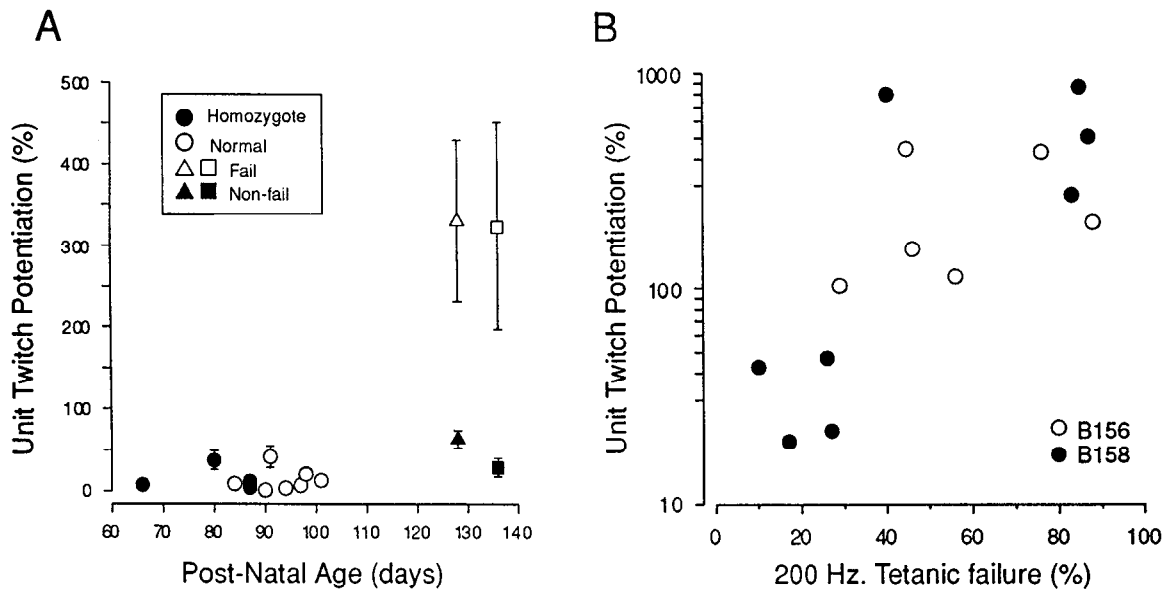 A
Unit Twitch Potentiation (%)
500
400
300
200
100
0
Homozygote
Normal
Fail
Non-fail
60 70 80 90 100 110 120 130 140
Post-Natal Age (days)
B
Unit Twitch Potentiation (%)
1000
100
10
B156
B158
0 20 40 60 80 100
200 Hz. Tetanic failure (%)